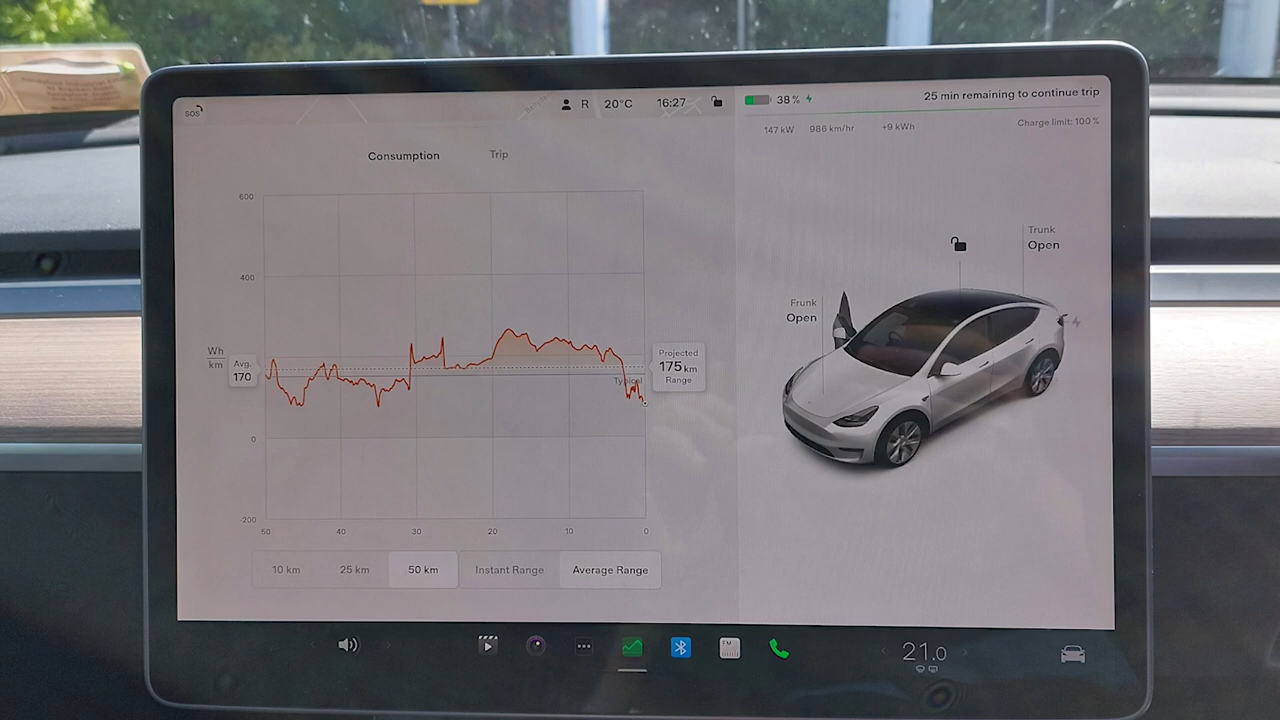 SOS
R 20°C 16:27
38 % 25 min remaining to continue trip
147 kW 986 km/hr +9 kWh Charge limit: 100 %
Consumption Trip
600
400
Wh
km
Avg.
170
0
-200
50 40 30 20 10 0
Typical
Projected
175 km
Range
10 km 25 km 50 km Instant Range Average Range
Trunk
Open
Frunk
Open
FM
21.0